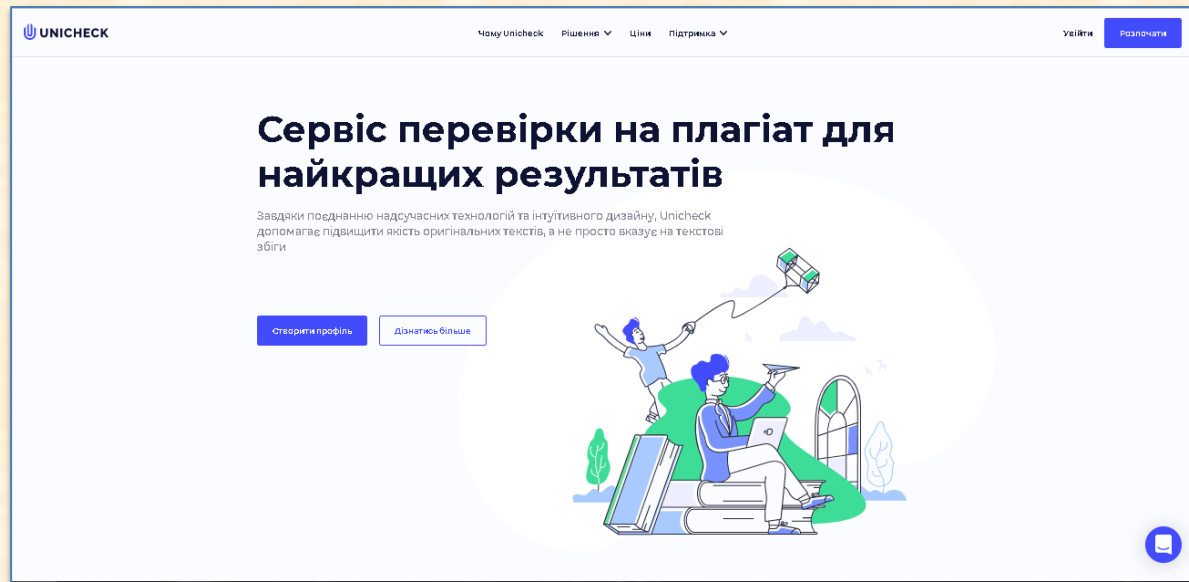 UNICHECK
Чому Unicheck Рішення Ціни Підтримка Увійти Розпочати
Сервіс перевірки на плагіат для
найкращих результатів
Завдяки поєднанню надсучасних технологій та інтуїтивного дизайну, Unicheck
допомагає підвищити якість оригінальних текстів, а не просто вказує на текстові
збіги
Створити профіль Дізнатись більше